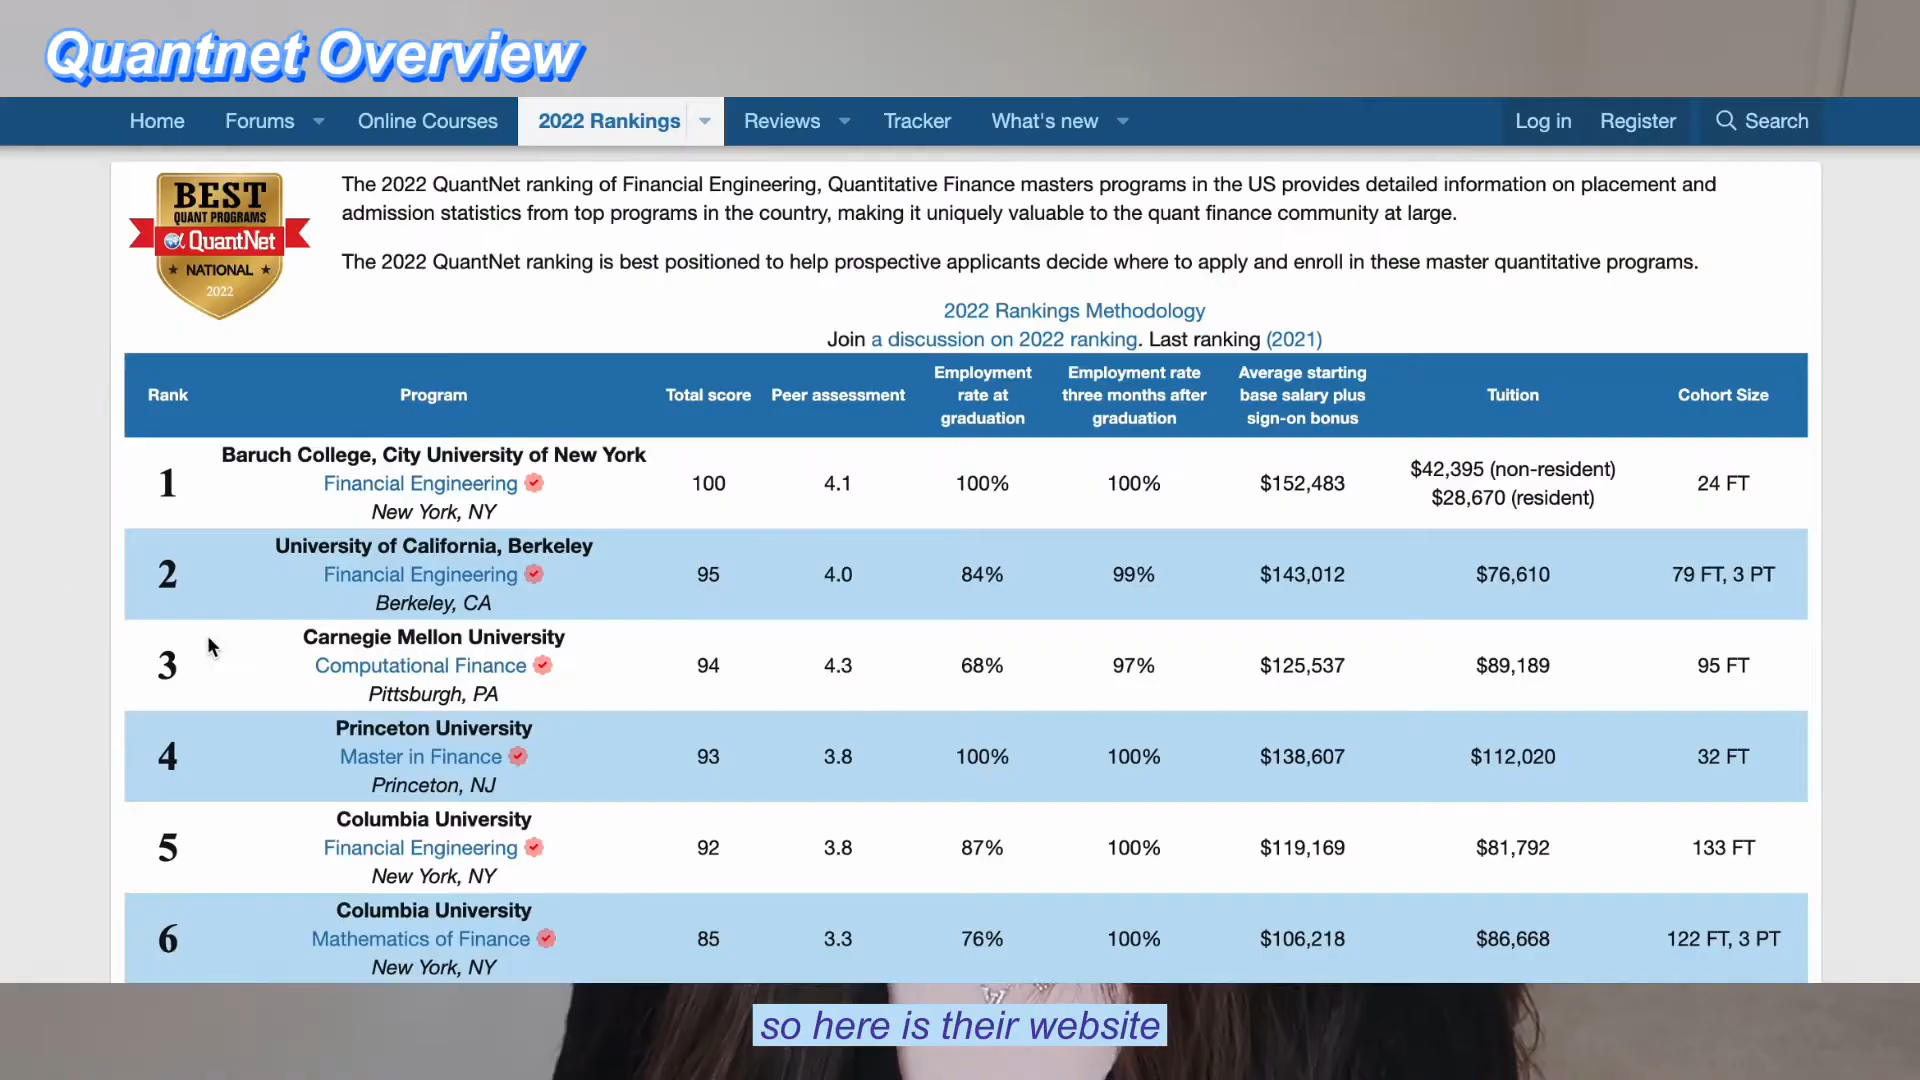 Quantnet Overview
Home Forums Online Courses 2022 Rankings Reviews Tracker What's new Log in Register Search
BEST
QUANT PROGRAMS
QuantNet
NATIONAL
2022
The 2022 QuantNet ranking of Financial Engineering, Quantitative Finance masters programs in the US provides detailed information on placement and
admission statistics from top programs in the country, making it uniquely valuable to the quant finance community at large.
The 2022 QuantNet ranking is best positioned to help prospective applicants decide where to apply and enroll in these master quantitative programs.
2022 Rankings Methodology
Join a discussion on 2022 ranking. Last ranking (2021)
Rank Program Total score Peer assessment Employment rate at graduation Employment rate three months after graduation Average starting base salary plus sign-on bonus Tuition Cohort Size
Baruch College, City University of New York
1 Financial Engineering 100 4.1 100% 100% $152,483 $42,395 (non-resident) $28,670 (resident) 24 FT
New York, NY
University of California, Berkeley
2 Financial Engineering 95 4.0 84% 99% $143,012 $76,610 79 FT, 3 PT
Berkeley, CA
Carnegie Mellon University
3 Computational Finance 94 4.3 68% 97% $125,537 $89,189 95 FT
Pittsburgh, PA
Princeton University
4 Master in Finance 93 3.8 100% 100% $138,607 $112,020 32 FT
Princeton, NJ
Columbia University
5 Financial Engineering 92 3.8 87% 100% $119,169 $81,792 133 FT
New York, NY
Columbia University
6 Mathematics of Finance 85 3.3 76% 100% $106,218 $86,668 122 FT, 3 PT
New York, NY
so here is their website